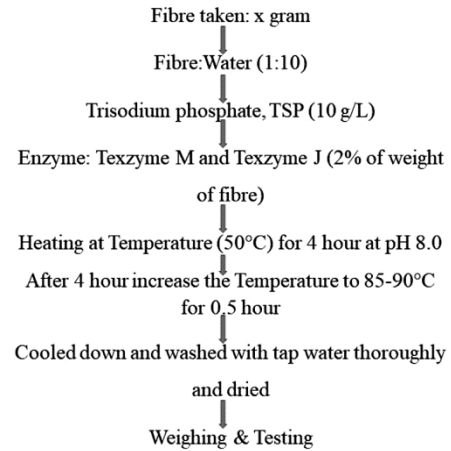 Fibre taken: x gram
Fibre:Water (1:10)
Trisodium phosphate, TSP (10 g/L)
Enzyme: Texzyme M and Texzyme J (2% of weight
of fibre)
Heating at Temperature (50°C) for 4 hour at pH 8.0
After 4 hour increase the Temperature to 85-90°C
for 0.5 hour
Cooled down and washed with tap water thoroughly
and dried
Weighing & Testing